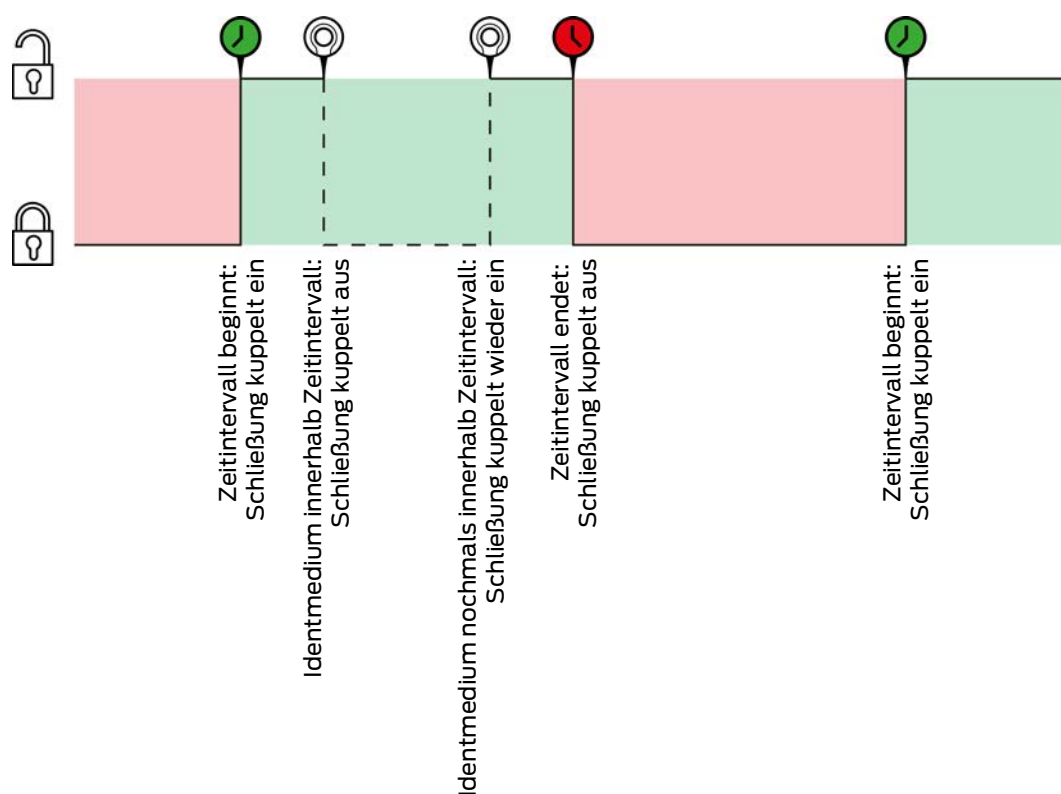 Zeitintervall beginnt:
Schließung kuppelt ein
Identmedium innerhalb Zeitintervall:
Schließung kuppelt aus
Identmedium nochmals innerhalb Zeitintervall:
Schließung kuppelt wieder ein
Zeitintervall endet:
Schließung kuppelt aus
Zeitintervall beginnt:
Schließung kuppelt ein